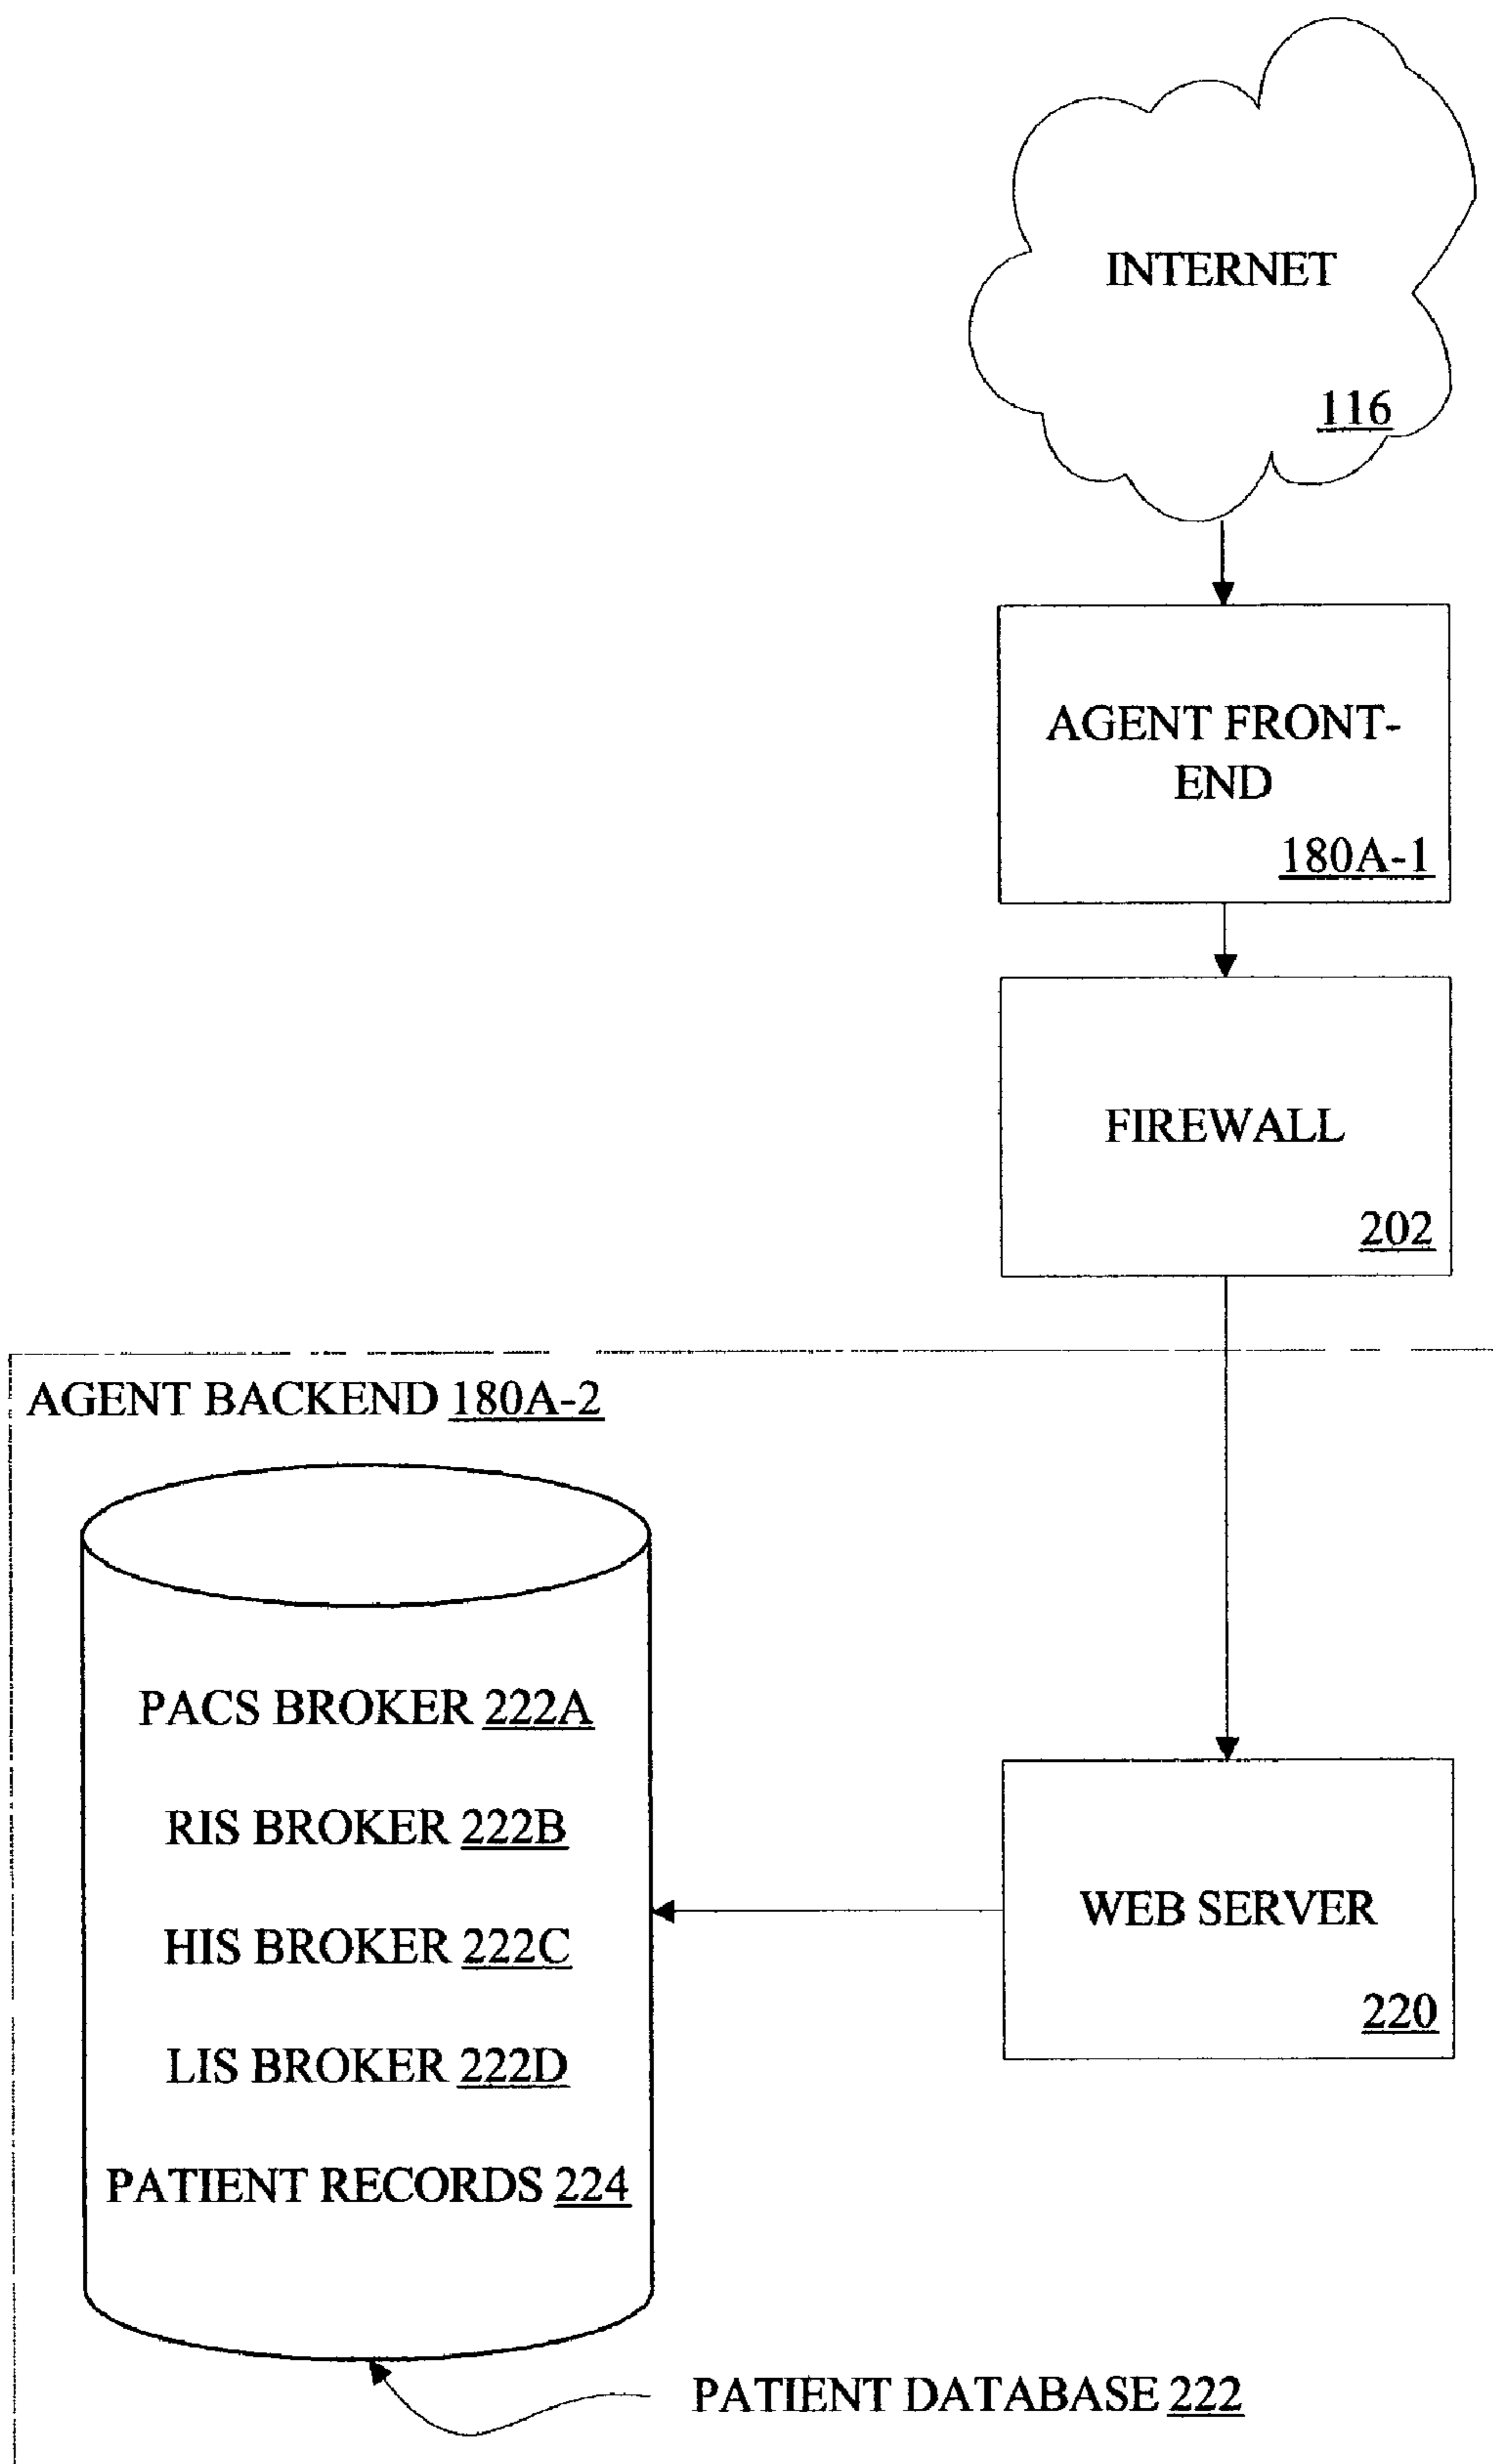 INTERNET
116
AGENT FRONT-
END
180A-1
FIREWALL
202
AGENT BACKEND 180A-2
PACS BROKER 222A
RIS BROKER 222B
HIS BROKER 222C
LIS BROKER 222D
PATIENT RECORDS 224
WEB SERVER
220
PATIENT DATABASE 222